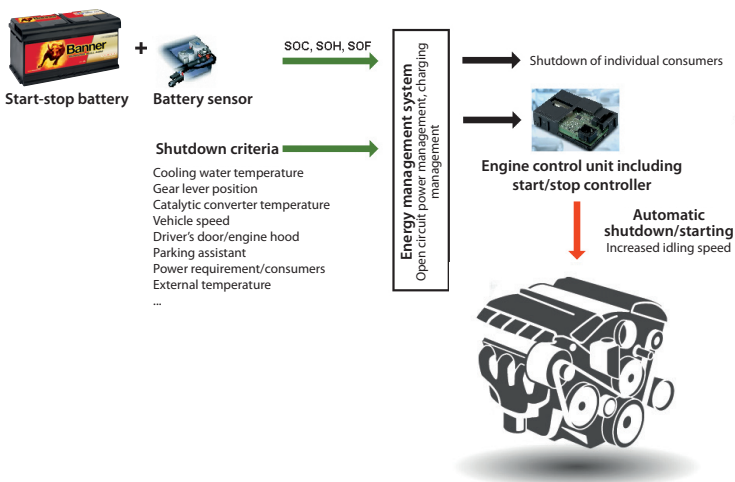 Banner
+
Start-stop battery
Battery sensor
SOC, SOH, SOF
Shutdown criteria
Cooling water temperature
Gear lever position
Catalytic converter temperature
Vehicle speed
Driver's door/engine hood
Parking assistant
Power requirement/consumers
External temperature
...
Energy management system
Open circuit power management, charging
management
Shutdown of individual consumers
Engine control unit including
start/stop controller
Automatic
shutdown/starting
Increased idling speed